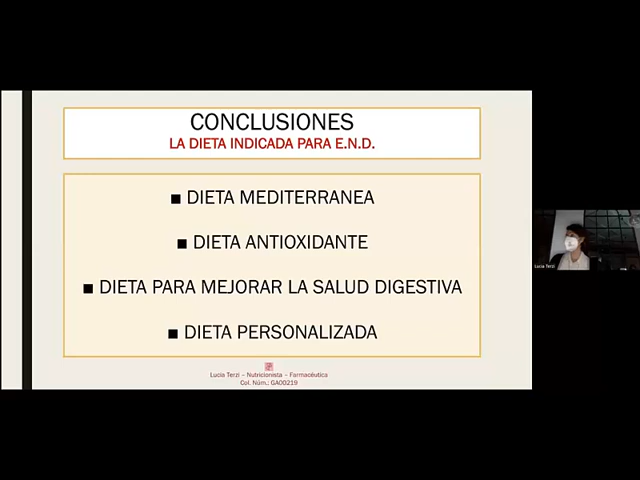 CONCLUSIONES
LA DIETA INDICADA PARA E.N.D.
■ DIETA MEDITERRANEA
■ DIETA ANTIOXIDANTE
■ DIETA PARA MEJORAR LA SALUD DIGESTIVA
■ DIETA PERSONALIZADA
Lucia Terzi – Nutricionista – Farmacéutica
Col. Núm.: GA00219
Lucia Terzi